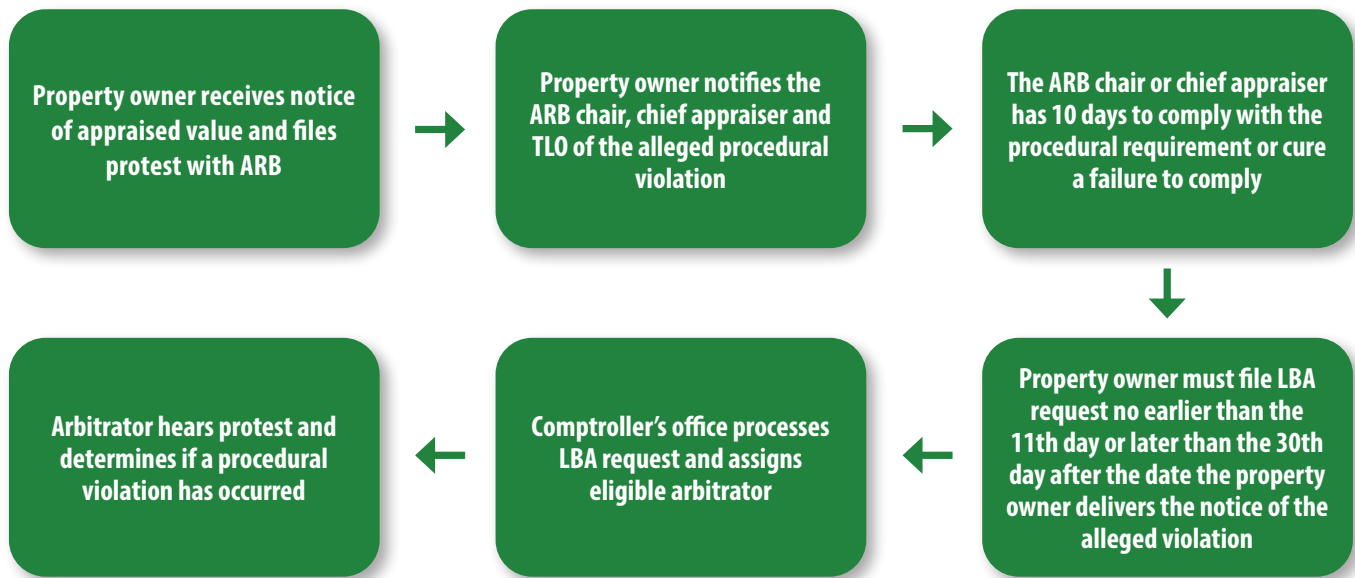 Property owner receives notice
of appraised value and files
protest with ARB
Property owner notifies the
ARB chair, chief appraiser and
TLO of the alleged procedural
violation
The ARB chair or chief appraiser
has 10 days to comply with the
procedural requirement or cure
a failure to comply
Property owner must file LBA
request no earlier than the
11th day or later than the 30th
day after the date the property
owner delivers the notice of the
alleged violation
Comptroller's office processes
LBA request and assigns
eligible arbitrator
Arbitrator hears protest and
determines if a procedural
violation has occurred